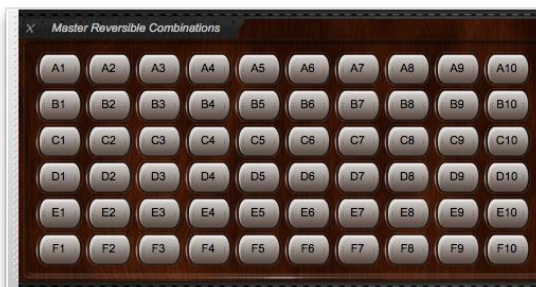 X Master Reversible Combinations
A1 A2 A3 A4 A5 A6 A7 A8 A9 A10
B1 B2 B3 B4 B5 B6 B7 B8 B9 B10
C1 C2 C3 C4 C5 C6 C7 C8 C9 C10
D1 D2 D3 D4 D5 D6 D7 D8 D9 D10
E1 E2 E3 E4 E5 E6 E7 E8 E9 E10
F1 F2 F3 F4 F5 F6 F7 F8 F9 F10